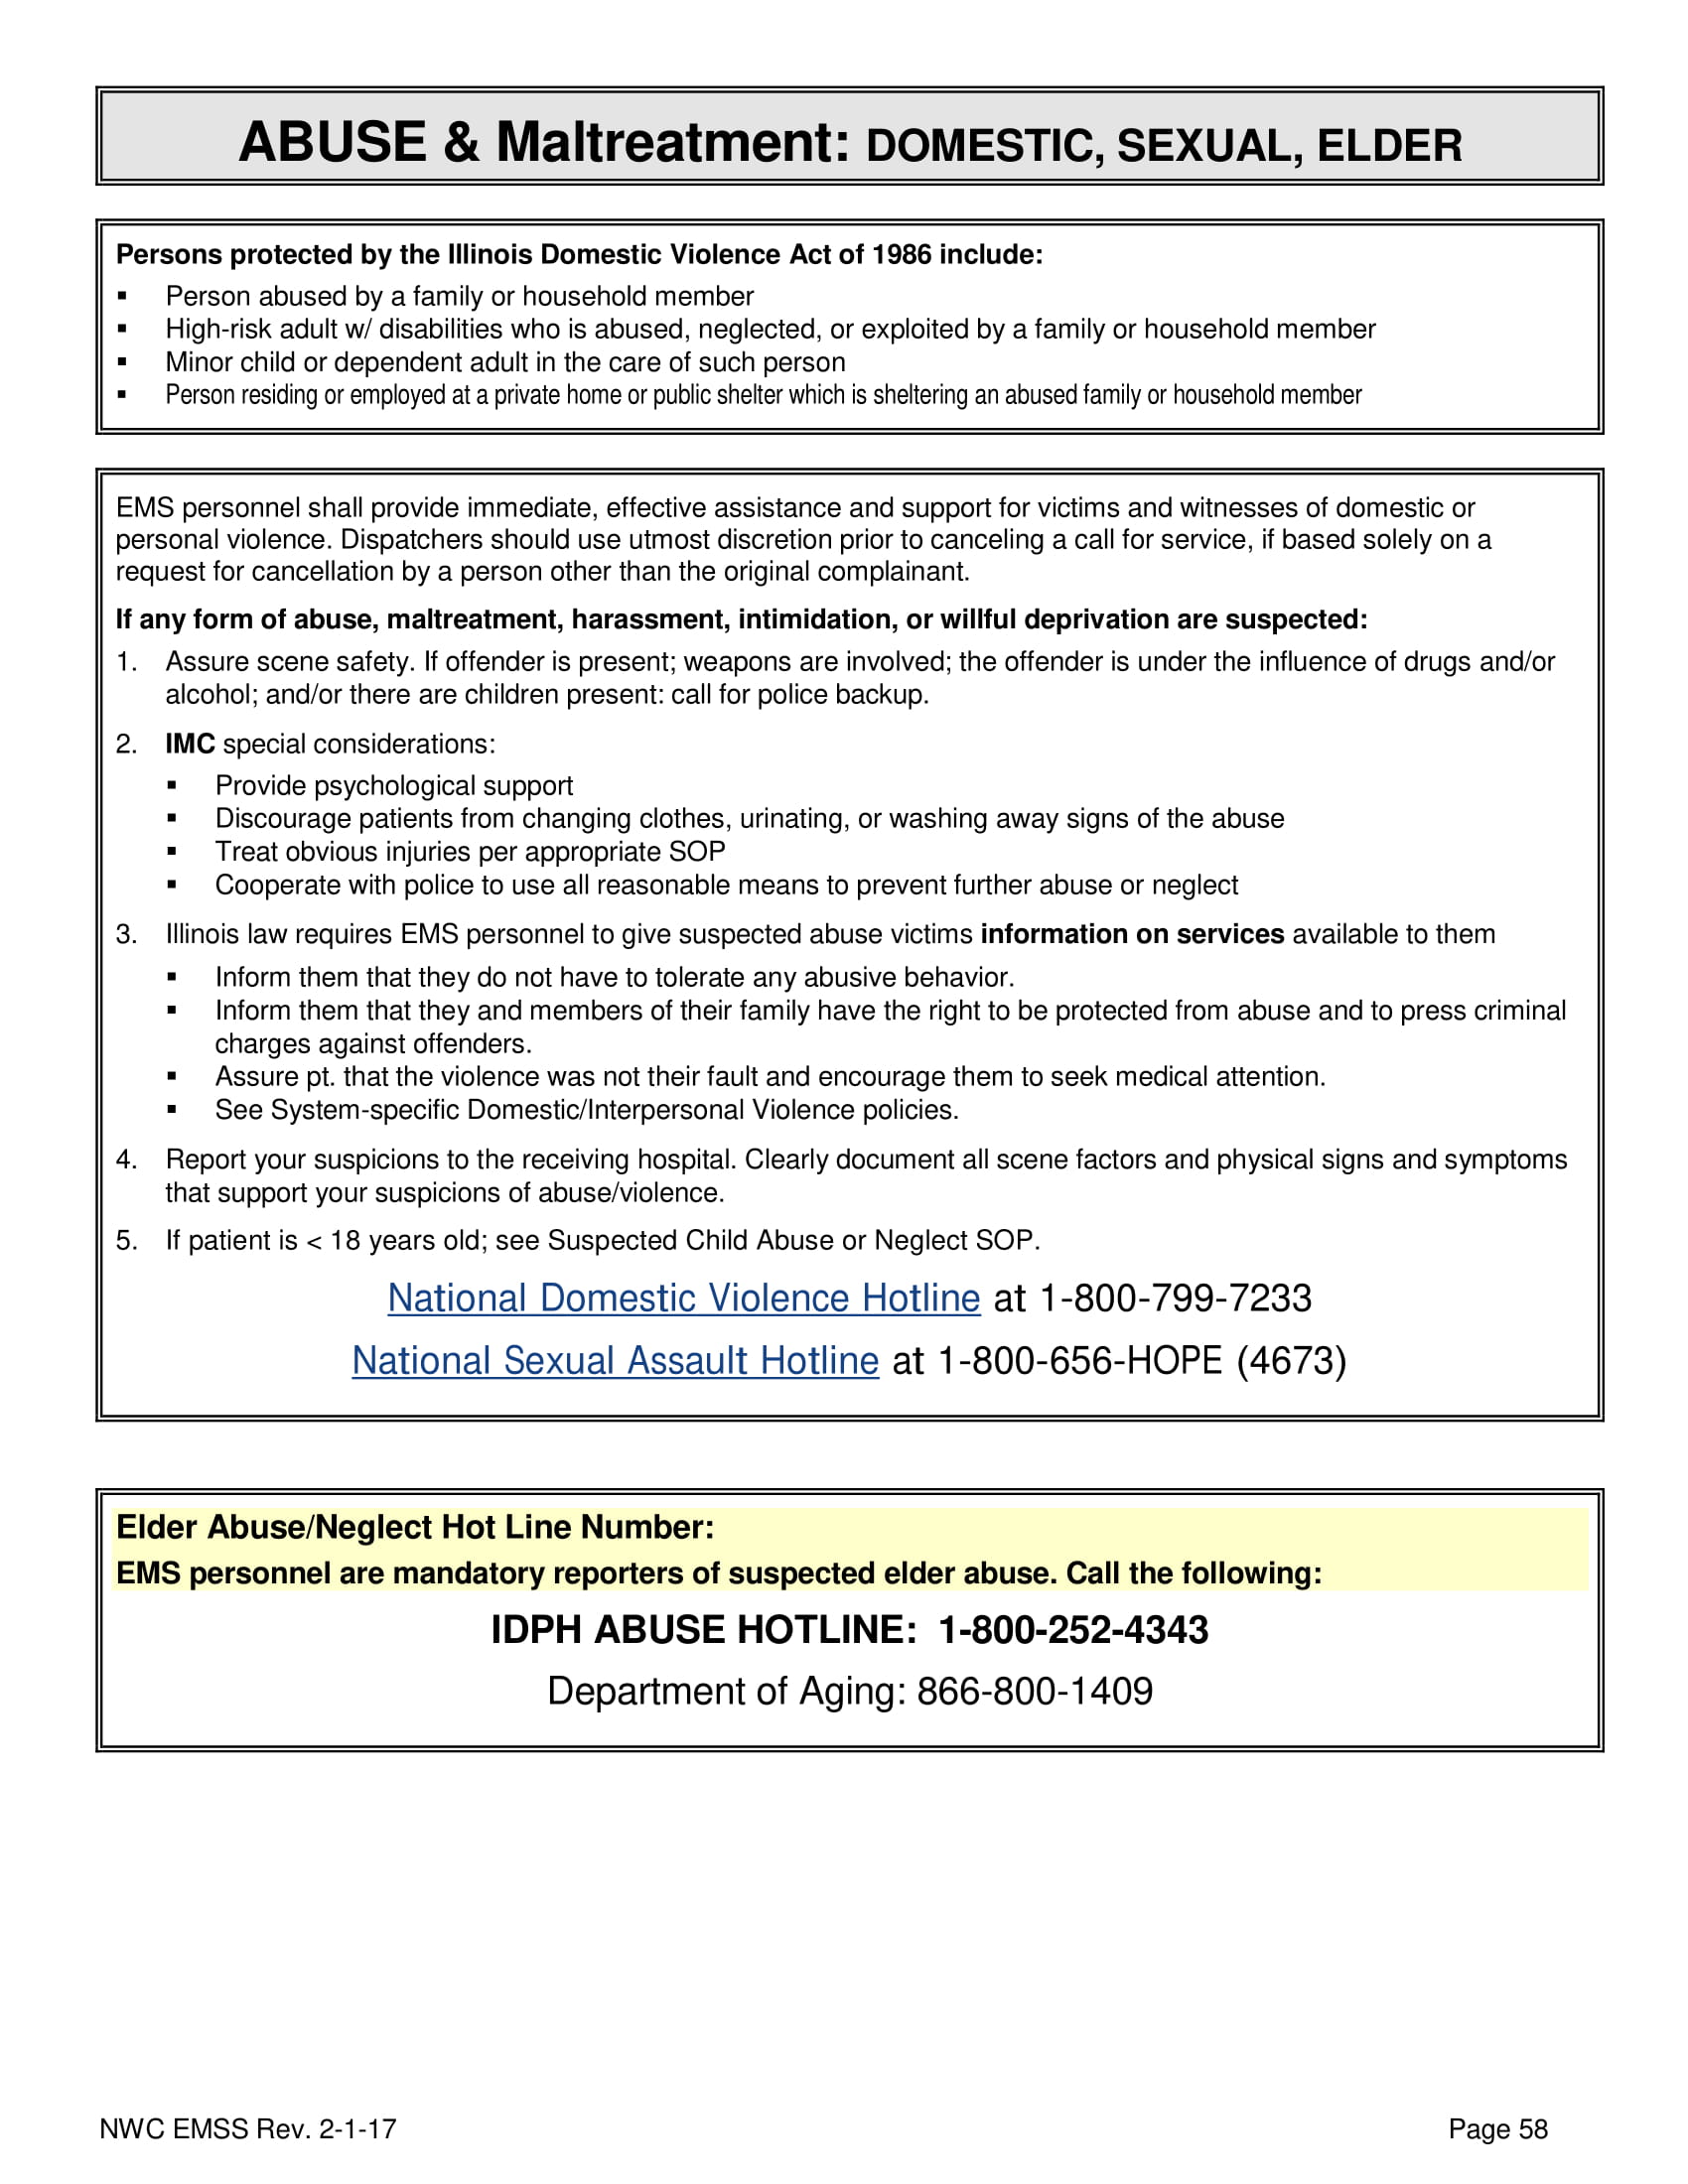 ABUSE & Maltreatment: DOMESTIC, SEXUAL, ELDER
Persons protected by the Illinois Domestic Violence Act of 1986 include:
▪ Person abused by a family or household member
▪ High-risk adult w/ disabilities who is abused, neglected, or exploited by a family or household member
▪ Minor child or dependent adult in the care of such person
▪ Person residing or employed at a private home or public shelter which is sheltering an abused family or household member
EMS personnel shall provide immediate, effective assistance and support for victims and witnesses of domestic or
personal violence. Dispatchers should use utmost discretion prior to canceling a call for service, if based solely on a
request for cancellation by a person other than the original complainant.
If any form of abuse, maltreatment, harassment, intimidation, or willful deprivation are suspected:
1. Assure scene safety. If offender is present; weapons are involved; the offender is under the influence of drugs and/or
alcohol; and/or there are children present: call for police backup.
2. IMC special considerations:
▪ Provide psychological support
▪ Discourage patients from changing clothes, urinating, or washing away signs of the abuse
▪ Treat obvious injuries per appropriate SOP
▪ Cooperate with police to use all reasonable means to prevent further abuse or neglect
3. Illinois law requires EMS personnel to give suspected abuse victims information on services available to them
▪ Inform them that they do not have to tolerate any abusive behavior.
▪ Inform them that they and members of their family have the right to be protected from abuse and to press criminal
charges against offenders.
▪ Assure pt. that the violence was not their fault and encourage them to seek medical attention.
▪ See System-specific Domestic/Interpersonal Violence policies.
4. Report your suspicions to the receiving hospital. Clearly document all scene factors and physical signs and symptoms
that support your suspicions of abuse/violence.
5. If patient is < 18 years old; see Suspected Child Abuse or Neglect SOP.
National Domestic Violence Hotline at 1-800-799-7233
National Sexual Assault Hotline at 1-800-656-HOPE (4673)
Elder Abuse/Neglect Hot Line Number:
EMS personnel are mandatory reporters of suspected elder abuse. Call the following:
IDPH ABUSE HOTLINE: 1-800-252-4343
Department of Aging: 866-800-1409
NWC EMSS Rev. 2-1-17 Page 58